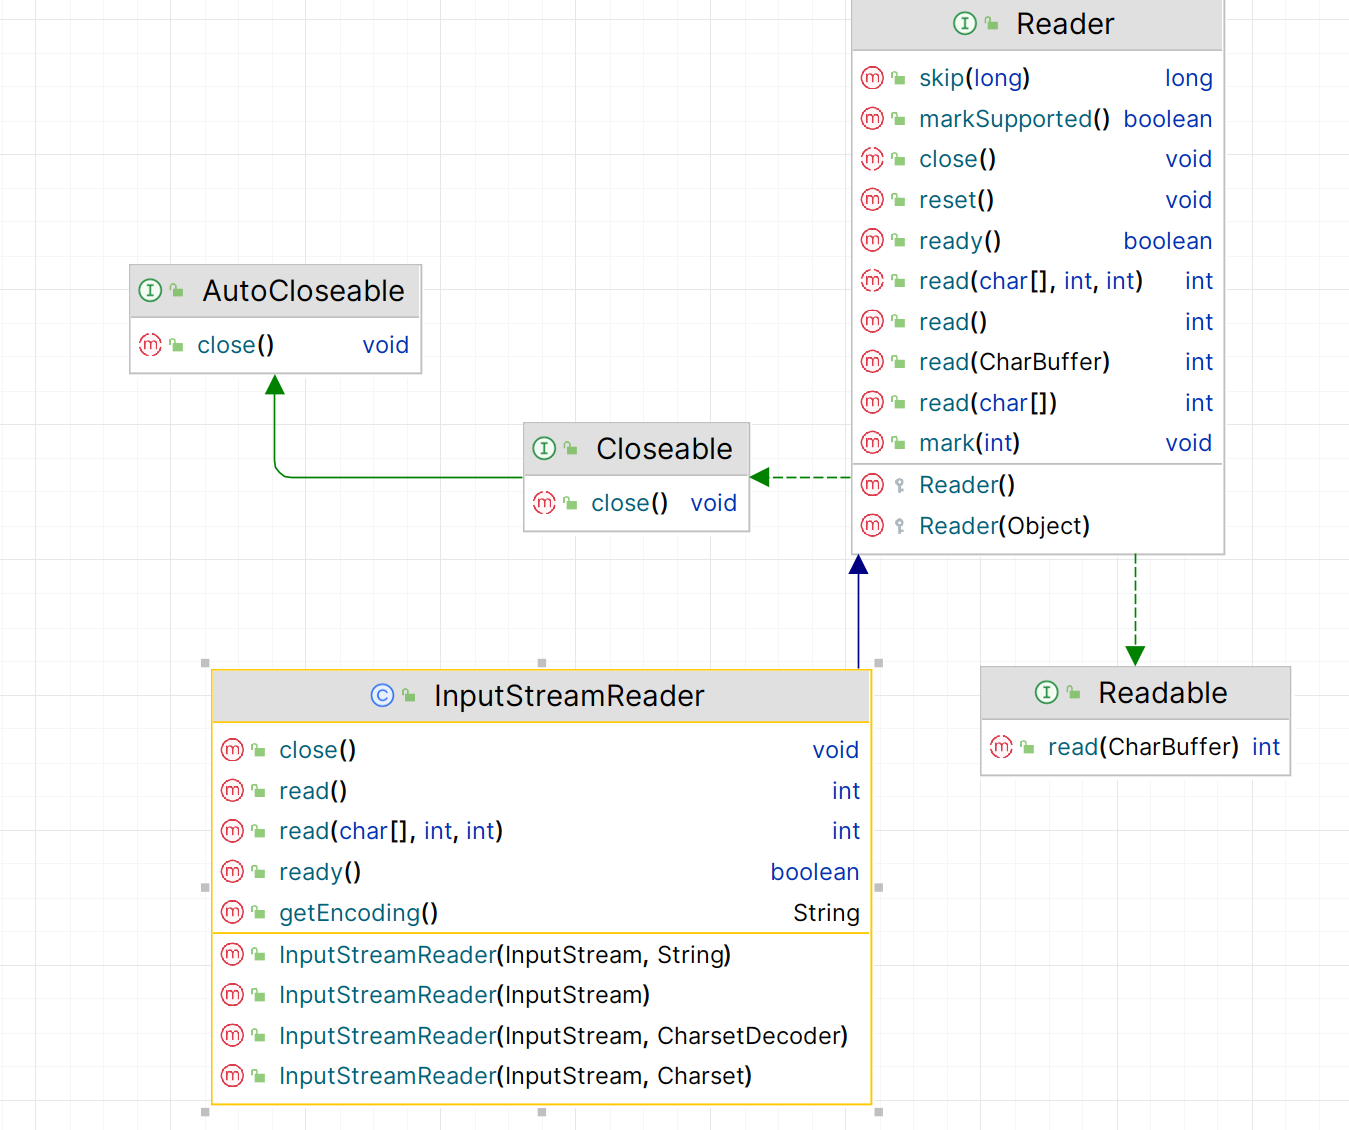 Reader
skip(long) long
markSupported() boolean
close() void
reset() void
ready() boolean
read(char[], int, int) int
read() int
read(CharBuffer) int
read(char[]) int
mark(int) void
Reader()
Reader(Object)
AutoCloseable
close() void
Closeable
close() void
InputStreamReader
close() void
read() int
read(char[], int, int) int
ready() boolean
getEncoding() String
InputStreamReader(InputStream, String)
InputStreamReader(InputStream)
InputStreamReader(InputStream, CharsetDecoder)
InputStreamReader(InputStream, Charset)
Readable
read(CharBuffer) int